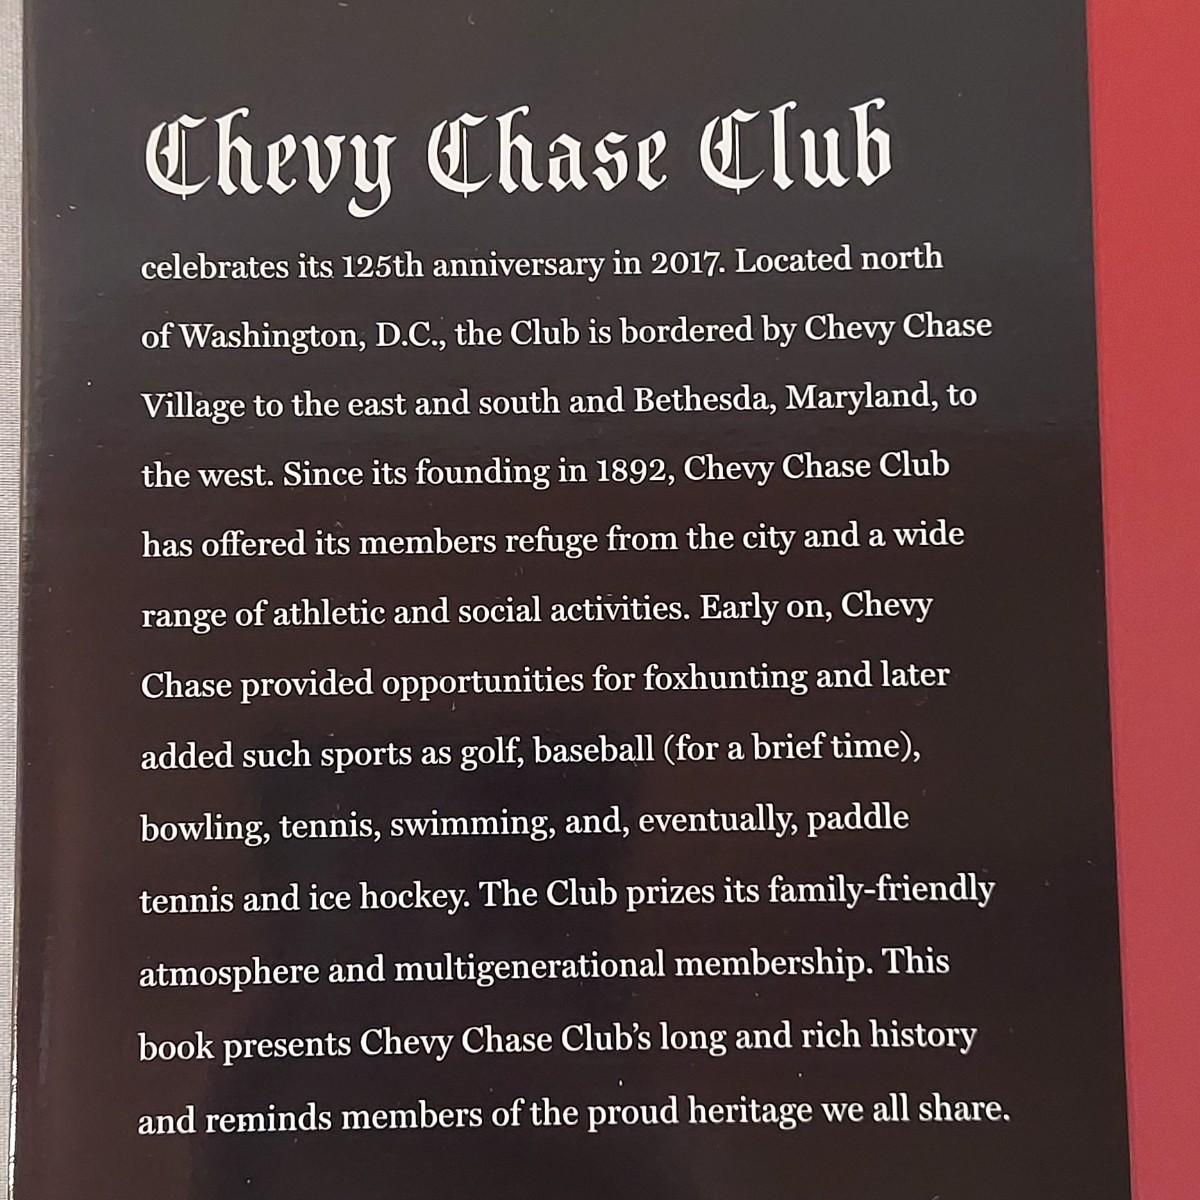 Chevy Chase Club
celebrates its 125th anniversary in 2017. Located north
of Washington, D.C., the Club is bordered by Chevy Chase
Village to the east and south and Bethesda, Maryland, to
the west. Since its founding in 1892, Chevy Chase Club
has offered its members refuge from the city and a wide
range of athletic and social activities. Early on, Chevy
Chase provided opportunities for foxhunting and later
added such sports as golf, baseball (for a brief time),
bowling, tennis, swimming, and, eventually, paddle
tennis and ice hockey. The Club prizes its family-friendly
atmosphere and multigenerational membership. This
book presents Chevy Chase Club’s long and rich history
and reminds members of the proud heritage we all share.